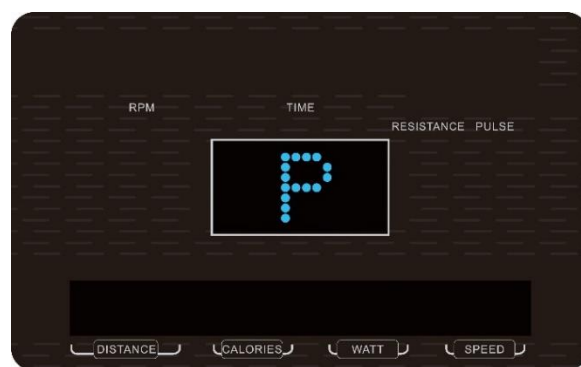 RPM TIME
RESISTANCE PULSE
P
DISTANCE CALORIES WATT SPEED